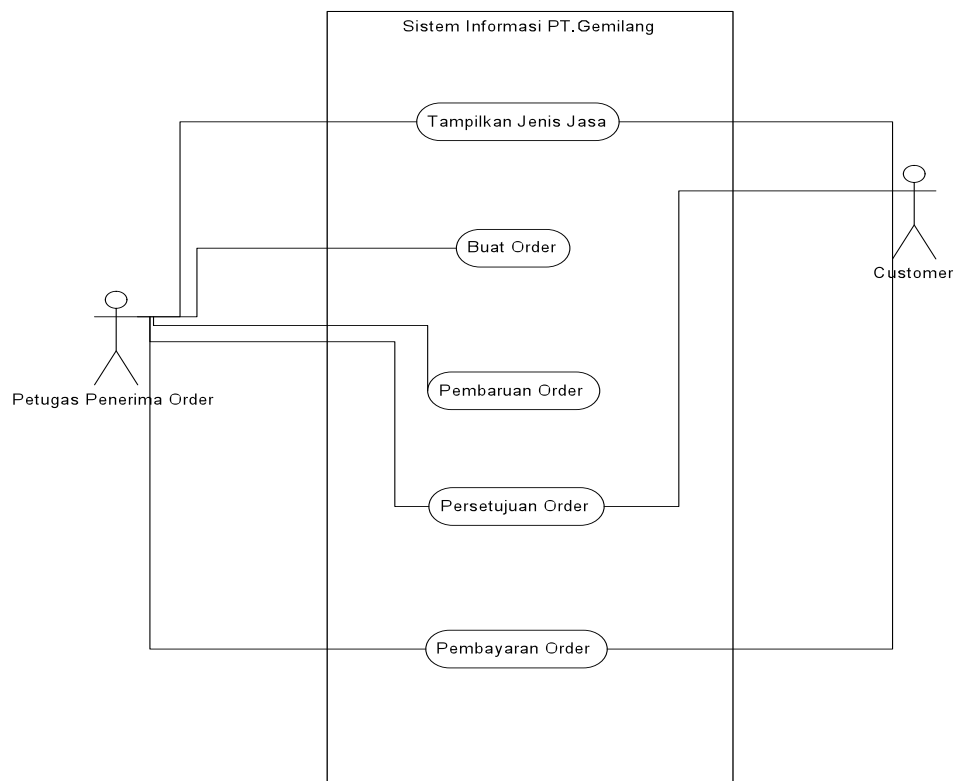 Sistem Informasi PT.Gemilang
Tampilkan Jenis Jasa
Buat Order
Customer
Pembaruan Order
Petugas Penerima Order
Persetujuan Order
Pembayaran Order